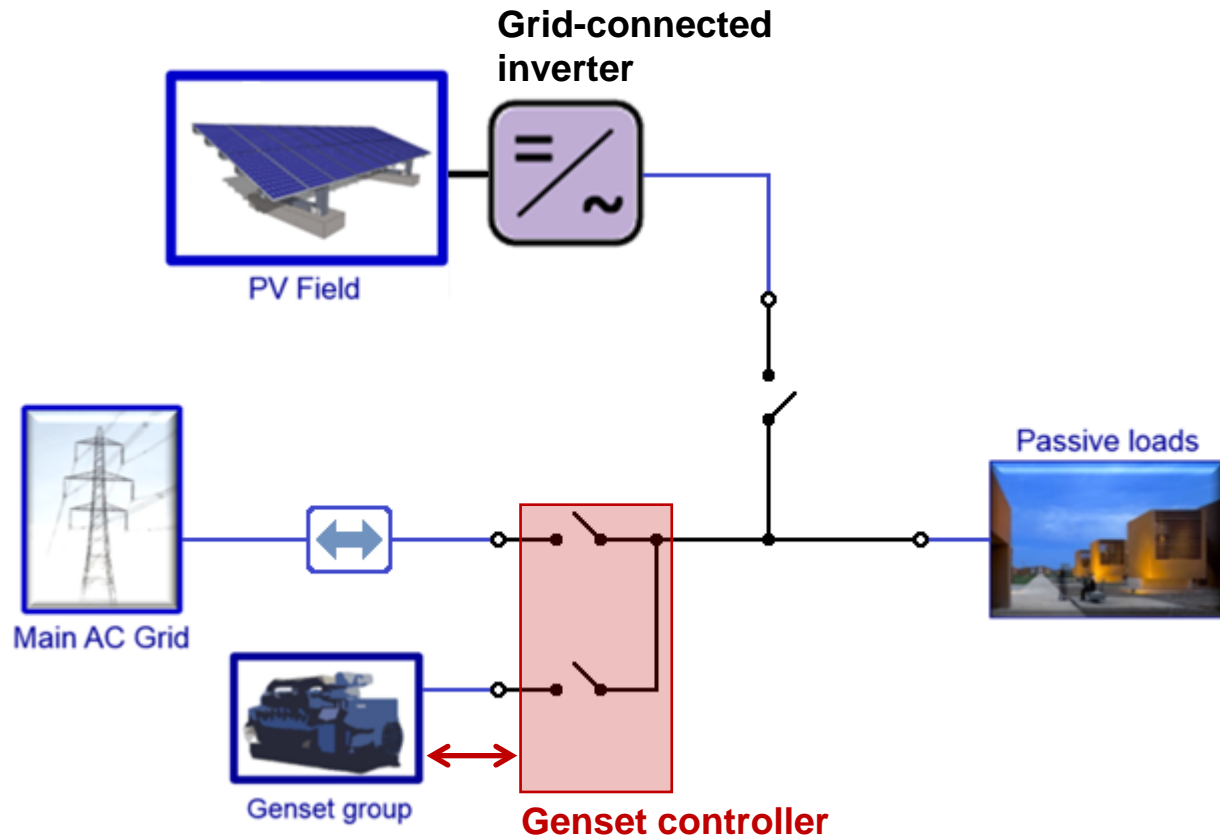 Grid-connected
inverter
PV Field
Passive loads
Main AC Grid
Genset group
Genset controller